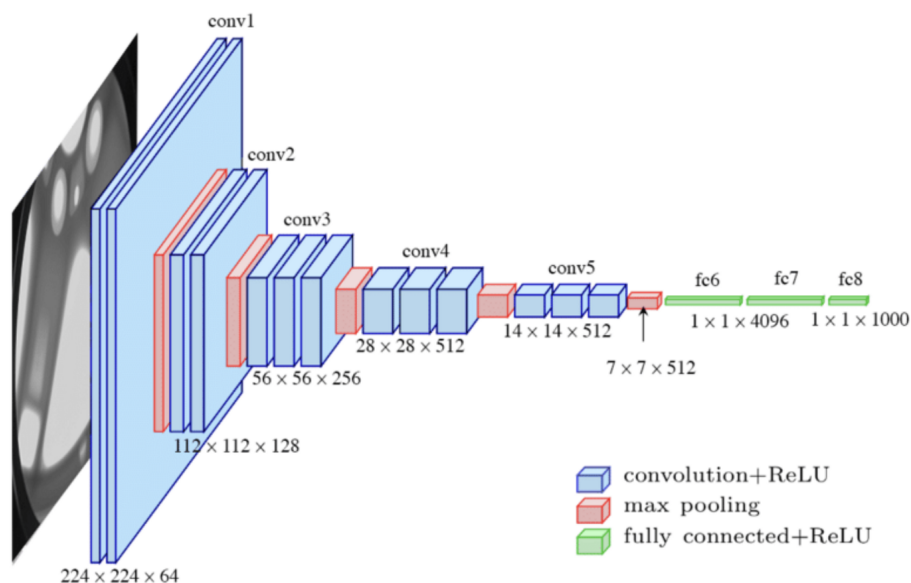 conv1
conv2
conv3
conv4
conv5
fc6
fc7
fc8
1 × 1 × 4096
1 × 1 × 1000
14 × 14 × 512
28 × 28 × 512
7 × 7 × 512
56 × 56 × 256
112 × 112 × 128
224 × 224 × 64
convolution+ReLU
max pooling
fully connected+ReLU